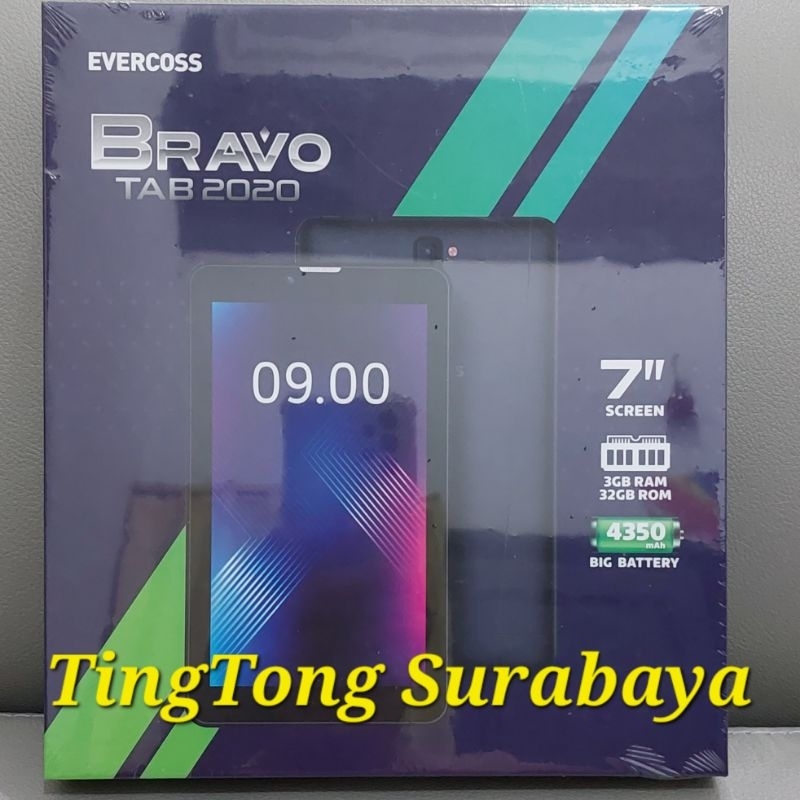 EVERCOSS
BRAVO
TAB 2020
09.00
7"
SCREEN
3GB RAM
32GB ROM
4350
mAh
BIG BATTERY
TingTong Surabaya